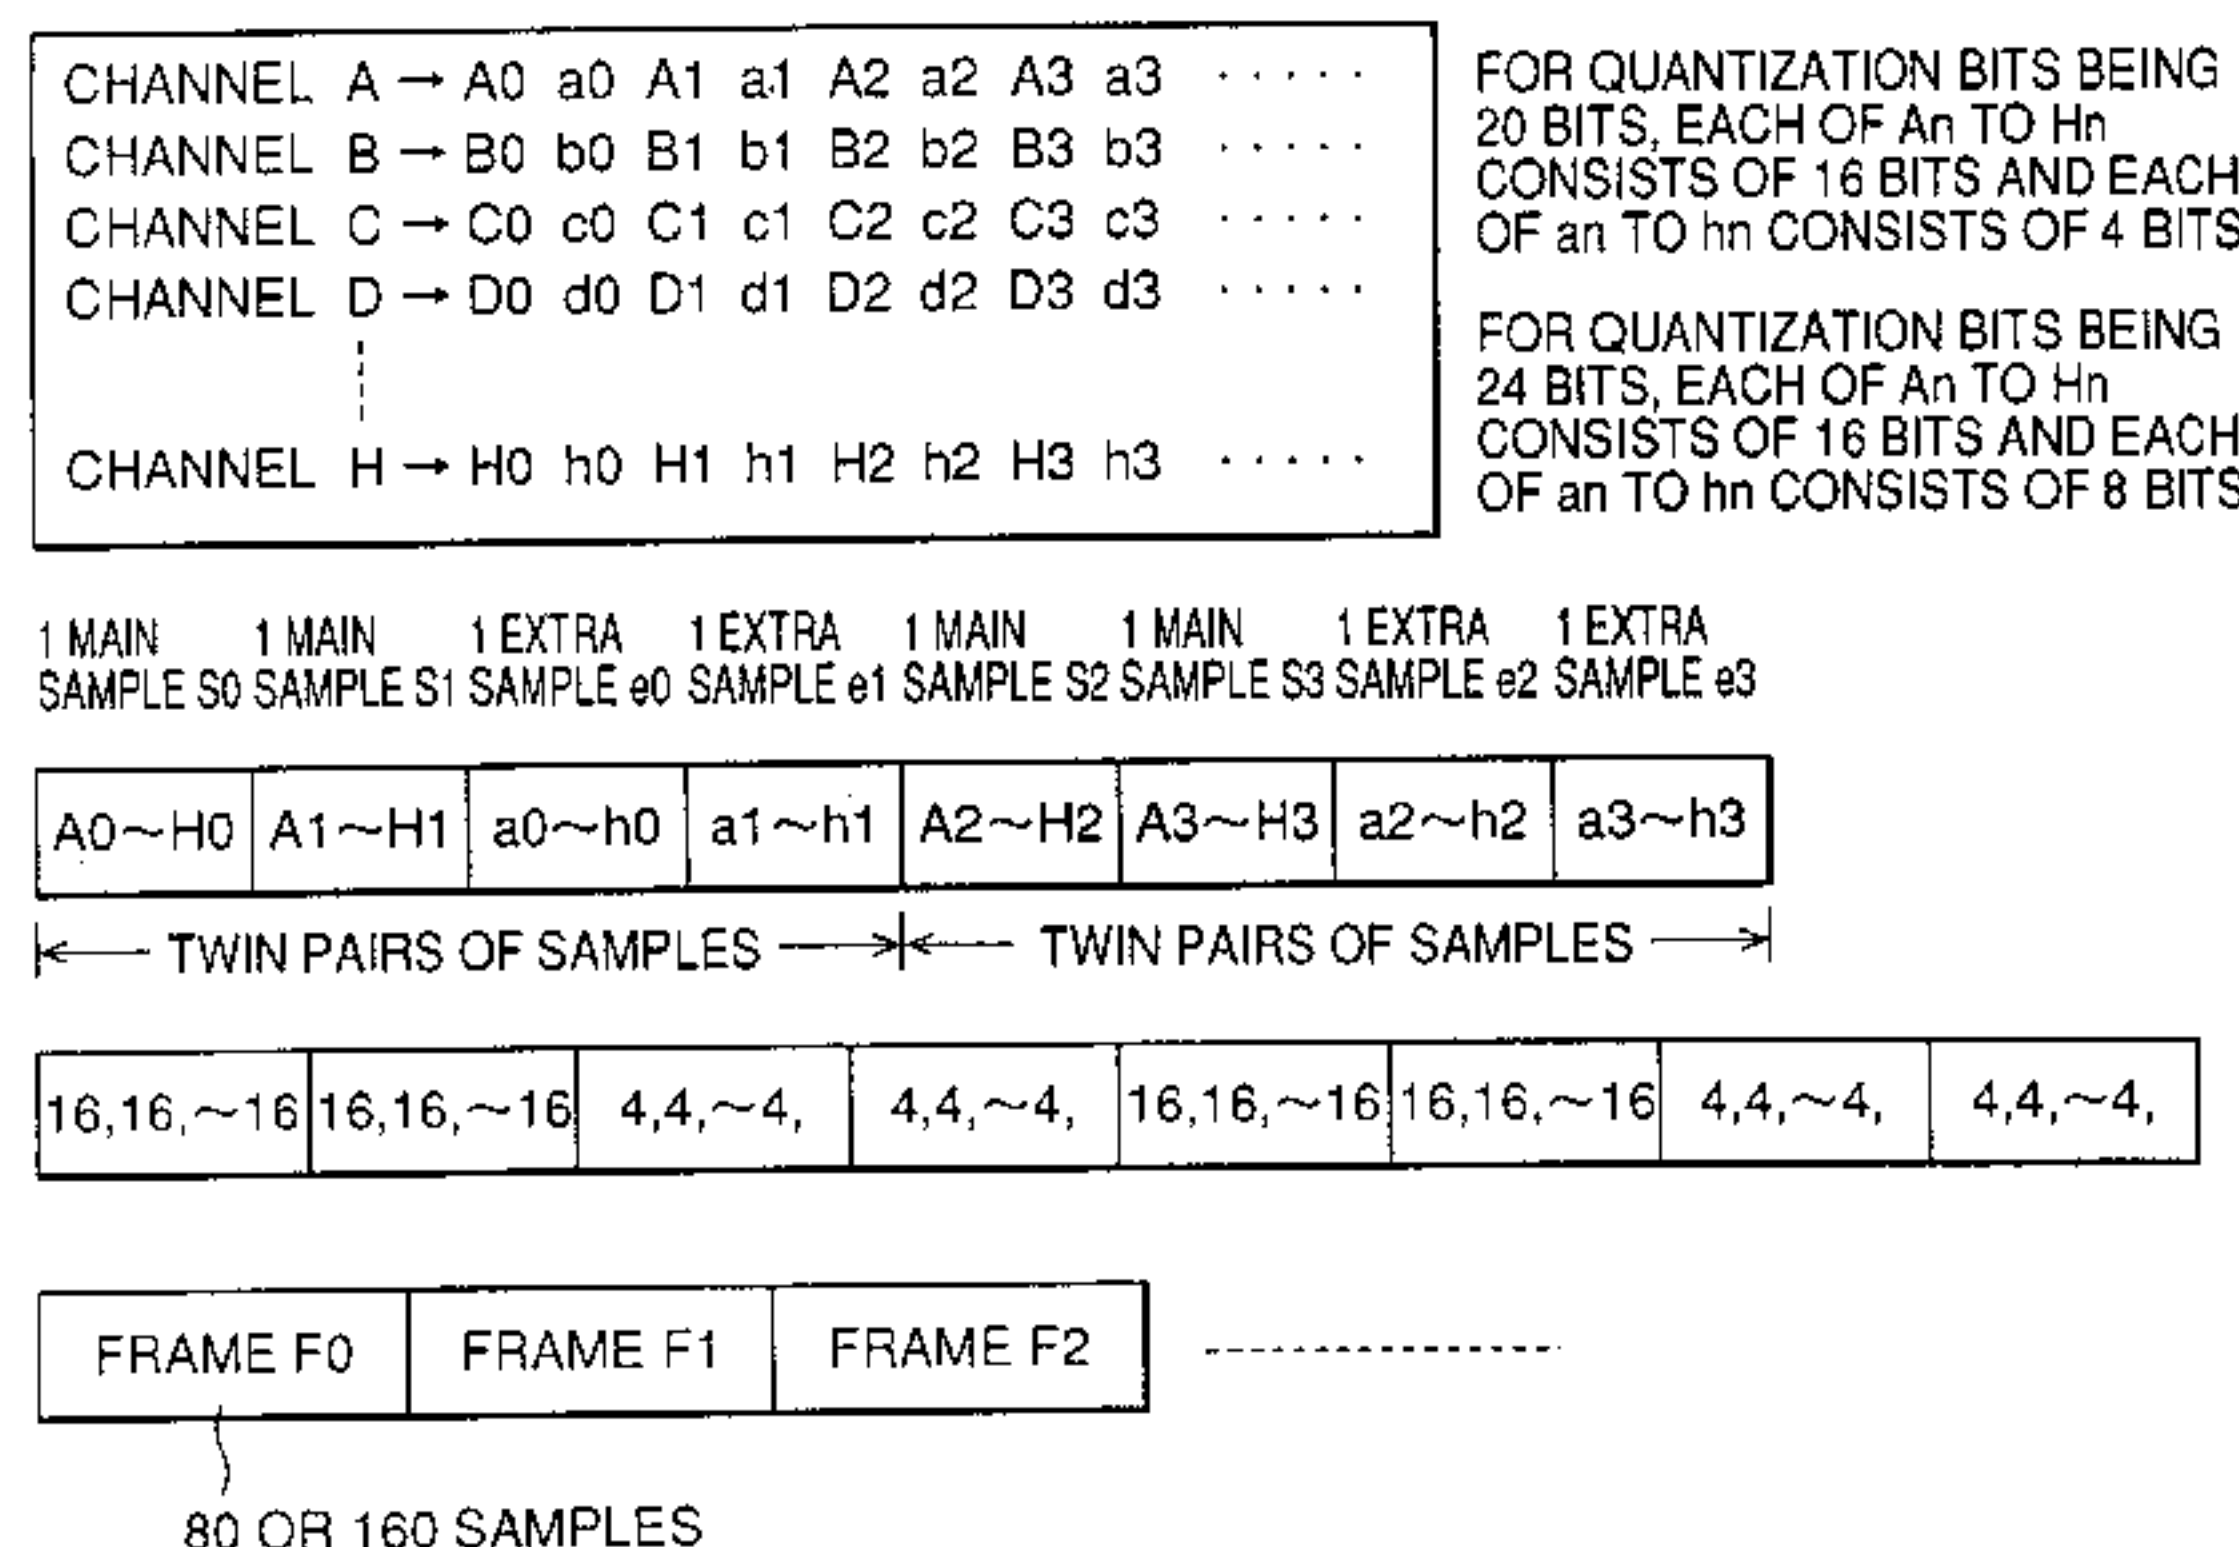 CHANNEL A → A0 a0 A1 a1 A2 a2 A3 a3 · · · · ·
CHANNEL B → B0 b0 B1 b1 B2 b2 B3 b3 · · · · ·
CHANNEL C → C0 c0 C1 c1 C2 c2 C3 c3 · · · · ·
CHANNEL D → D0 d0 D1 d1 D2 d2 D3 d3 · · · · ·
CHANNEL H → H0 h0 H1 h1 H2 h2 H3 h3 · · · · ·
FOR QUANTIZATION BITS BEING
20 BITS, EACH OF An TO Hn
CONSISTS OF 16 BITS AND EACH
OF an TO hn CONSISTS OF 4 BITS
FOR QUANTIZATION BITS BEING
24 BITS, EACH OF An TO Hn
CONSISTS OF 16 BITS AND EACH
OF an TO hn CONSISTS OF 8 BITS
1 MAIN 1 MAIN 1 EXTRA 1 EXTRA 1 MAIN 1 MAIN 1 EXTRA 1 EXTRA
SAMPLE S0 SAMPLE S1 SAMPLE e0 SAMPLE e1 SAMPLE S2 SAMPLE S3 SAMPLE e2 SAMPLE e3
A0~H0 A1~H1 a0~h0 a1~h1 A2~H2 A3~H3 a2~h2 a3~h3
TWIN PAIRS OF SAMPLES TWIN PAIRS OF SAMPLES
16,16,~16 16,16,~16 4,4,~4, 4,4,~4, 16,16,~16 16,16,~16 4,4,~4, 4,4,~4,
FRAME F0 FRAME F1 FRAME F2
80 OR 160 SAMPLES